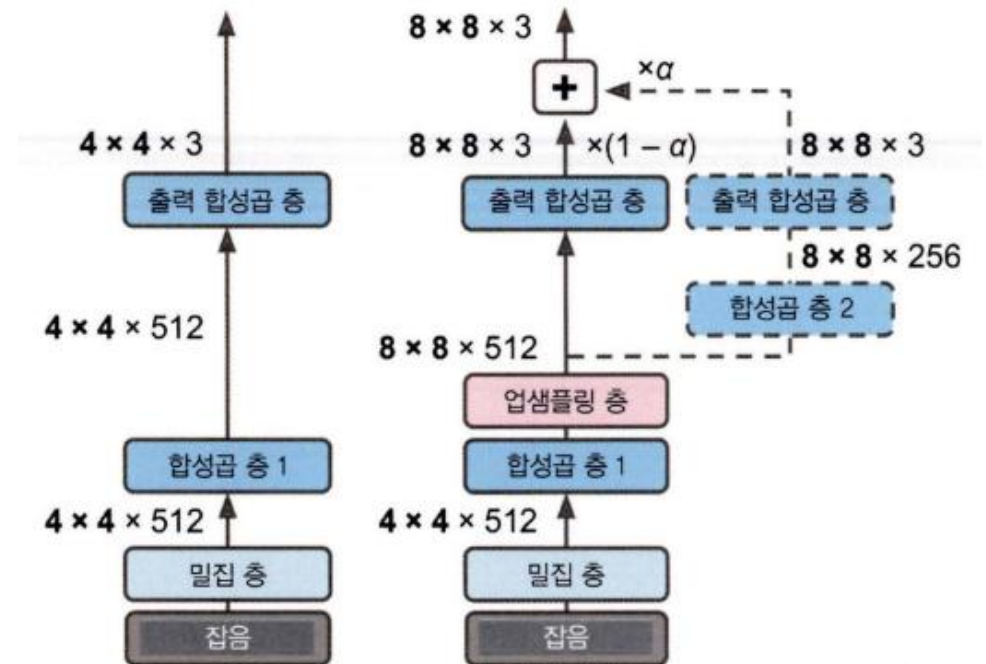 4 × 4 × 3
출력 합성곱 층
4 × 4 × 512
합성곱 층 1
4 × 4 × 512
밀집 층
잡음
8 × 8 × 3
+
×α
8 × 8 × 3
×(1 – α)
8 × 8 × 3
출력 합성곱 층
출력 합성곱 층
8 × 8 × 256
합성곱 층 2
8 × 8 × 512
업샘플링 층
합성곱 층 1
4 × 4 × 512
밀집 층
잡음